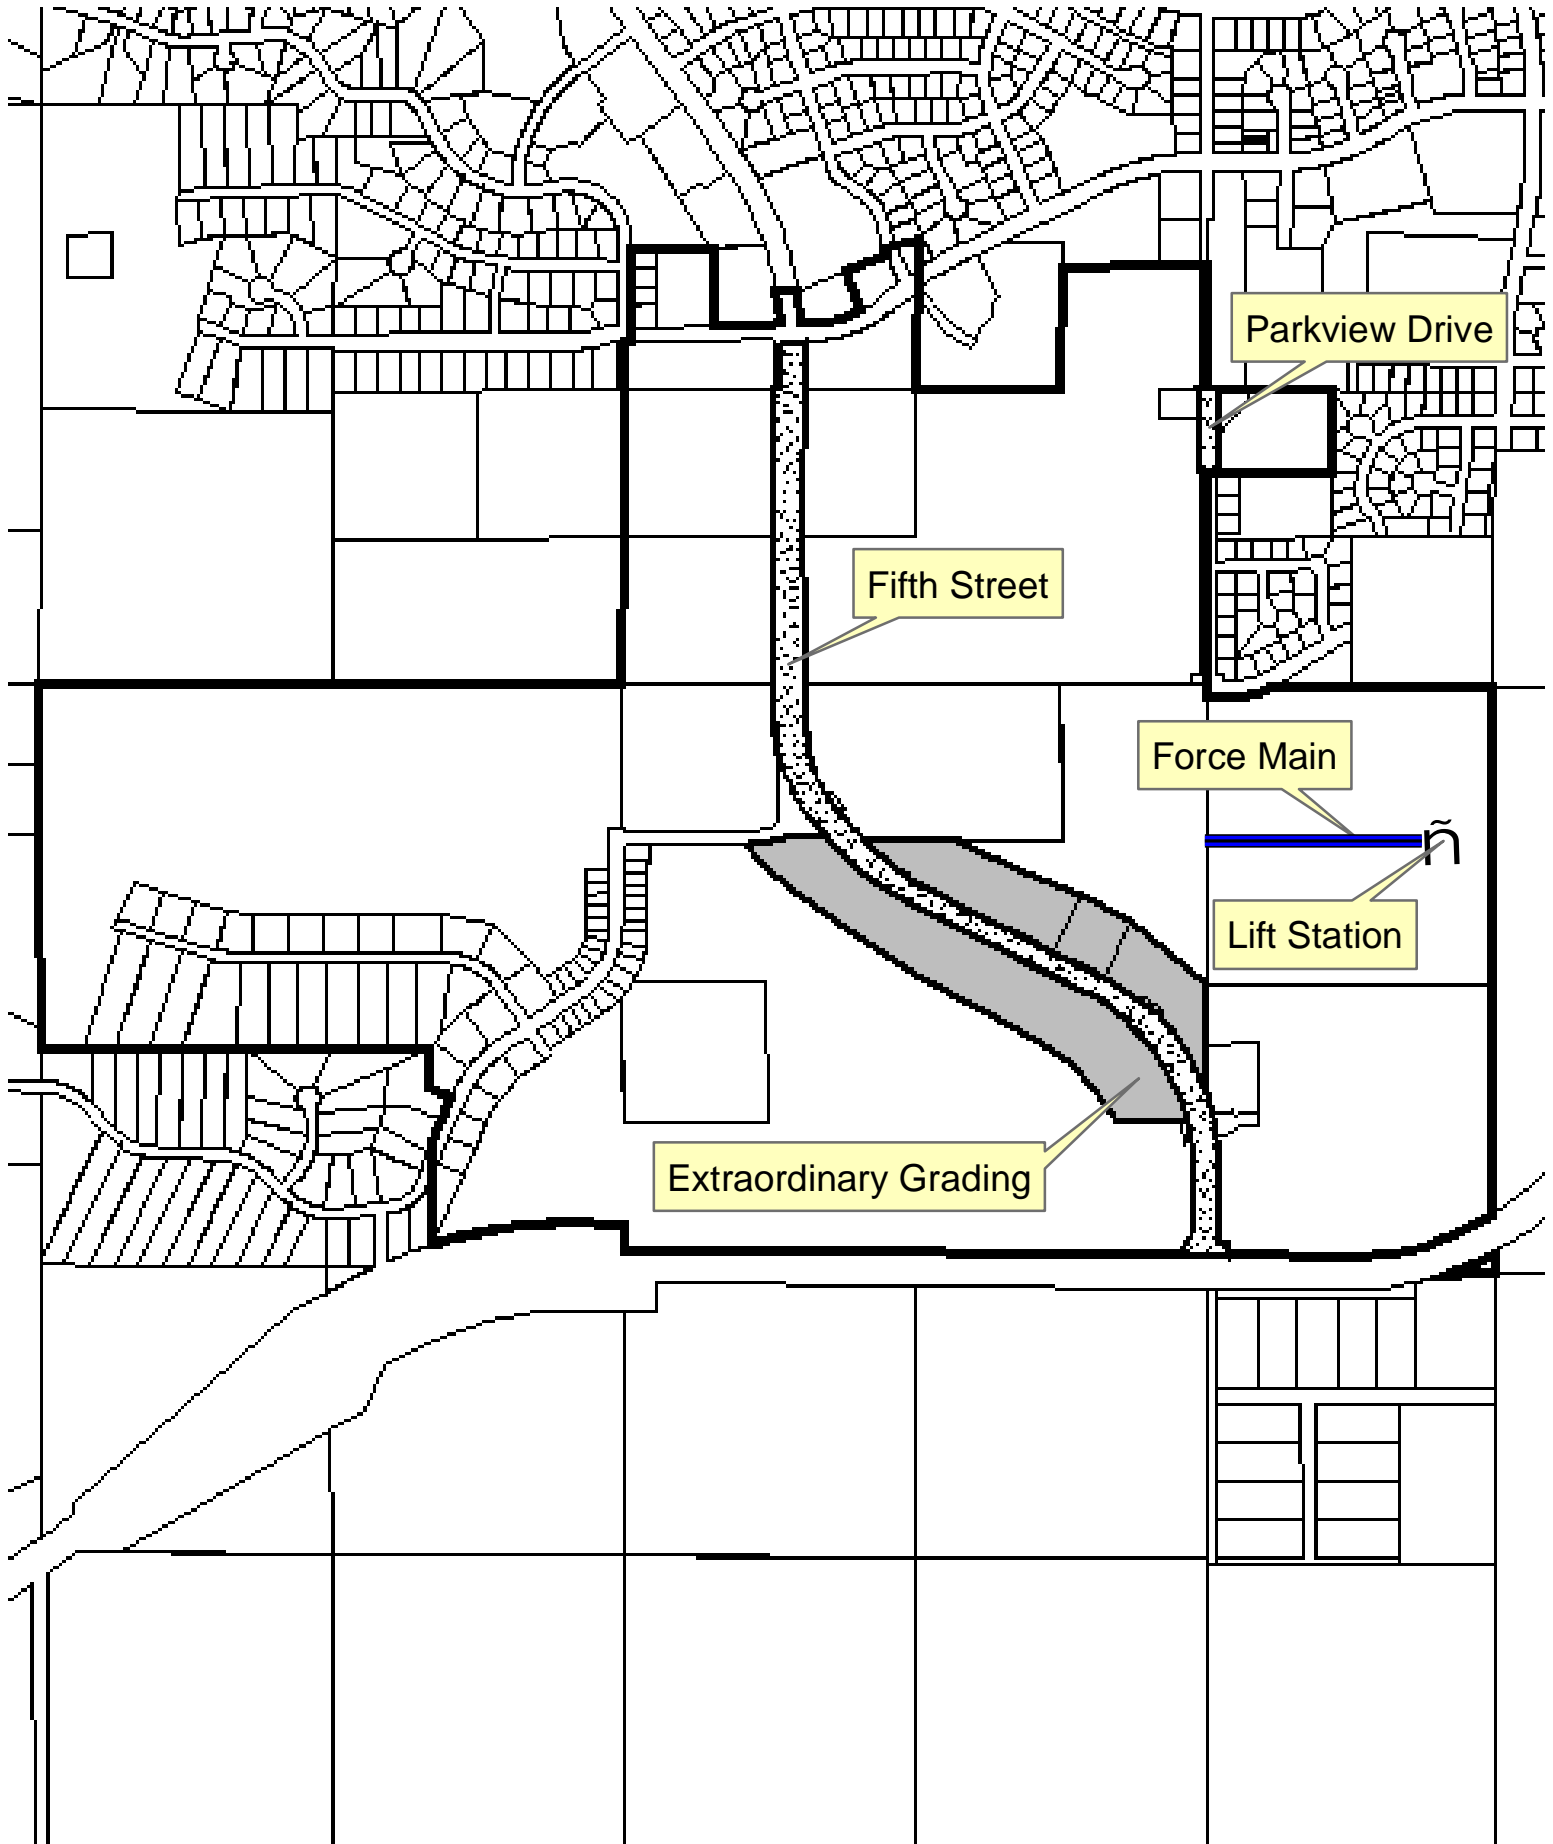 Parkview Drive
Fifth Street
Force Main
ñ
Lift Station
Extraordinary Grading